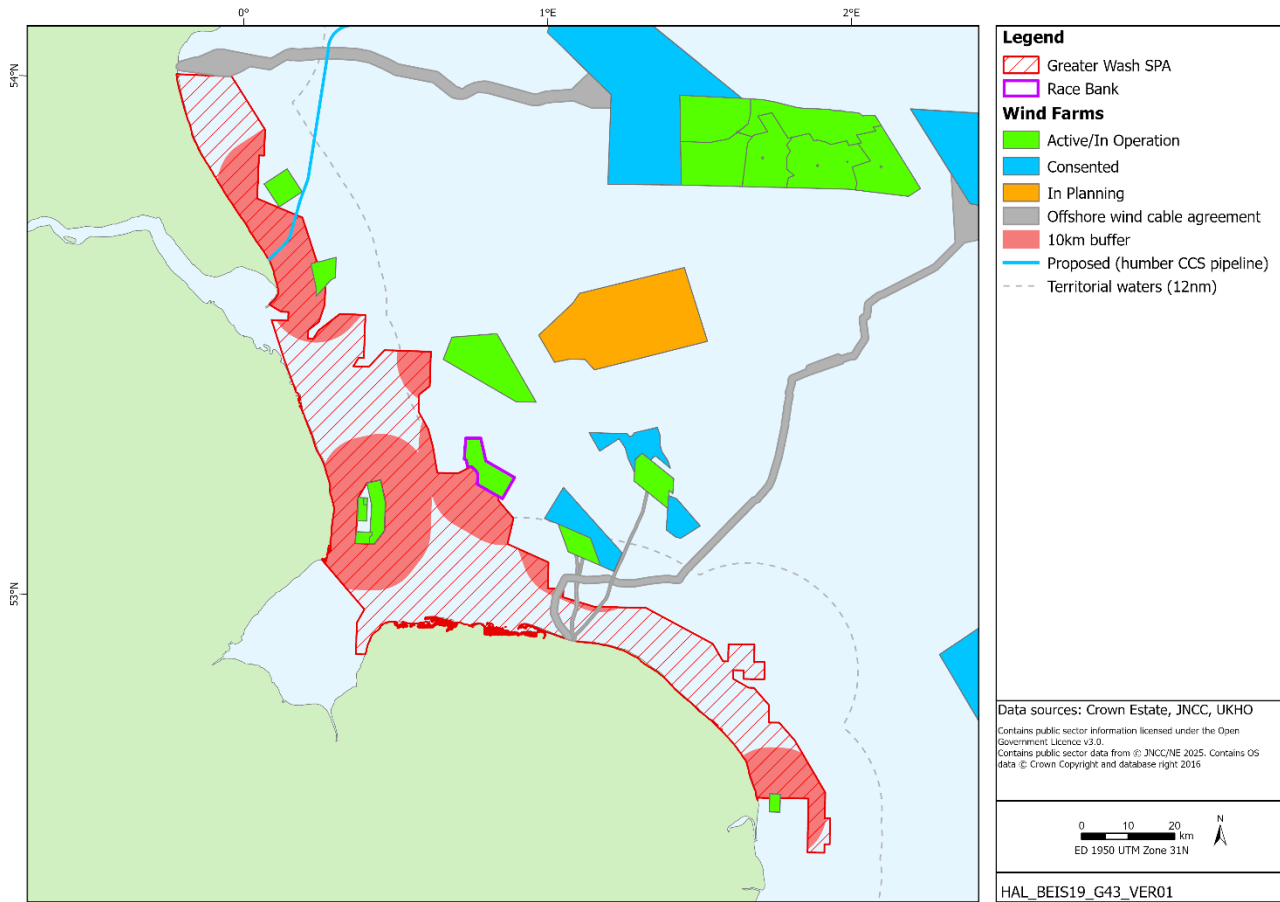 0°
1°E
2°E
54°N
53°N
Legend
Greater Wash SPA
Race Bank
Wind Farms
Active/In Operation
Consented
In Planning
Offshore wind cable agreement
10km buffer
Proposed (humber CCS pipeline)
Territorial waters (12nm)
Data sources: Crown Estate, JNCC, UKHO
Contains public sector information licensed under the Open
Government Licence v3.0.
Contains public sector data from © JNCC/NE 2025. Contains OS
data © Crown Copyright and database right 2016
0 10 20
km
N
ED 1950 UTM Zone 31N
HAL_BEIS19_G43_VER01